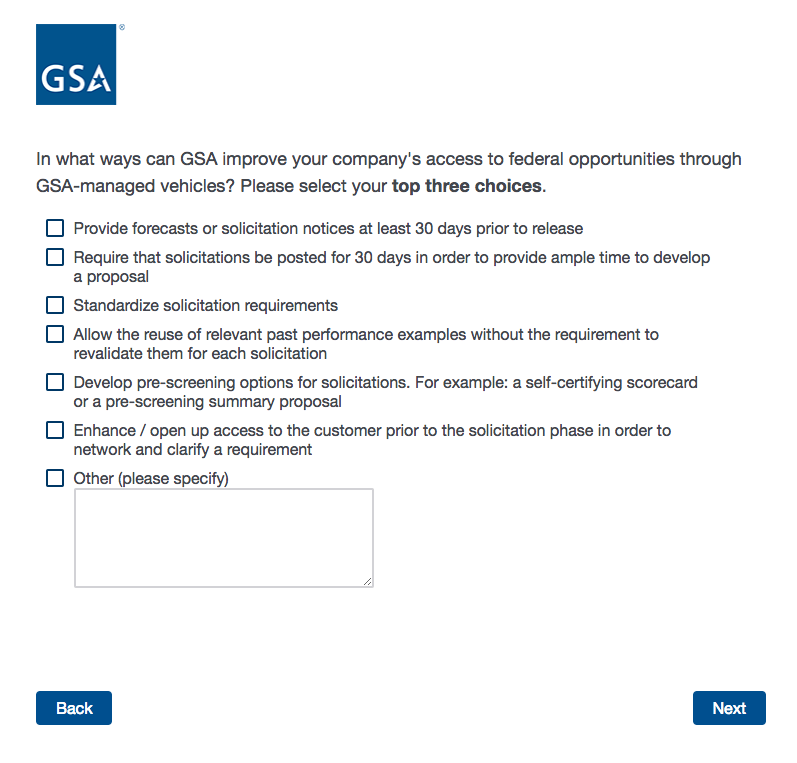 ®
GSA
In what ways can GSA improve your company's access to federal opportunities through
GSA-managed vehicles? Please select your top three choices.
Provide forecasts or solicitation notices at least 30 days prior to release
Require that solicitations be posted for 30 days in order to provide ample time to develop
a proposal
Standardize solicitation requirements
Allow the reuse of relevant past performance examples without the requirement to
revalidate them for each solicitation
Develop pre-screening options for solicitations. For example: a self-certifying scorecard
or a pre-screening summary proposal
Enhance / open up access to the customer prior to the solicitation phase in order to
network and clarify a requirement
Other (please specify)
Back
Next